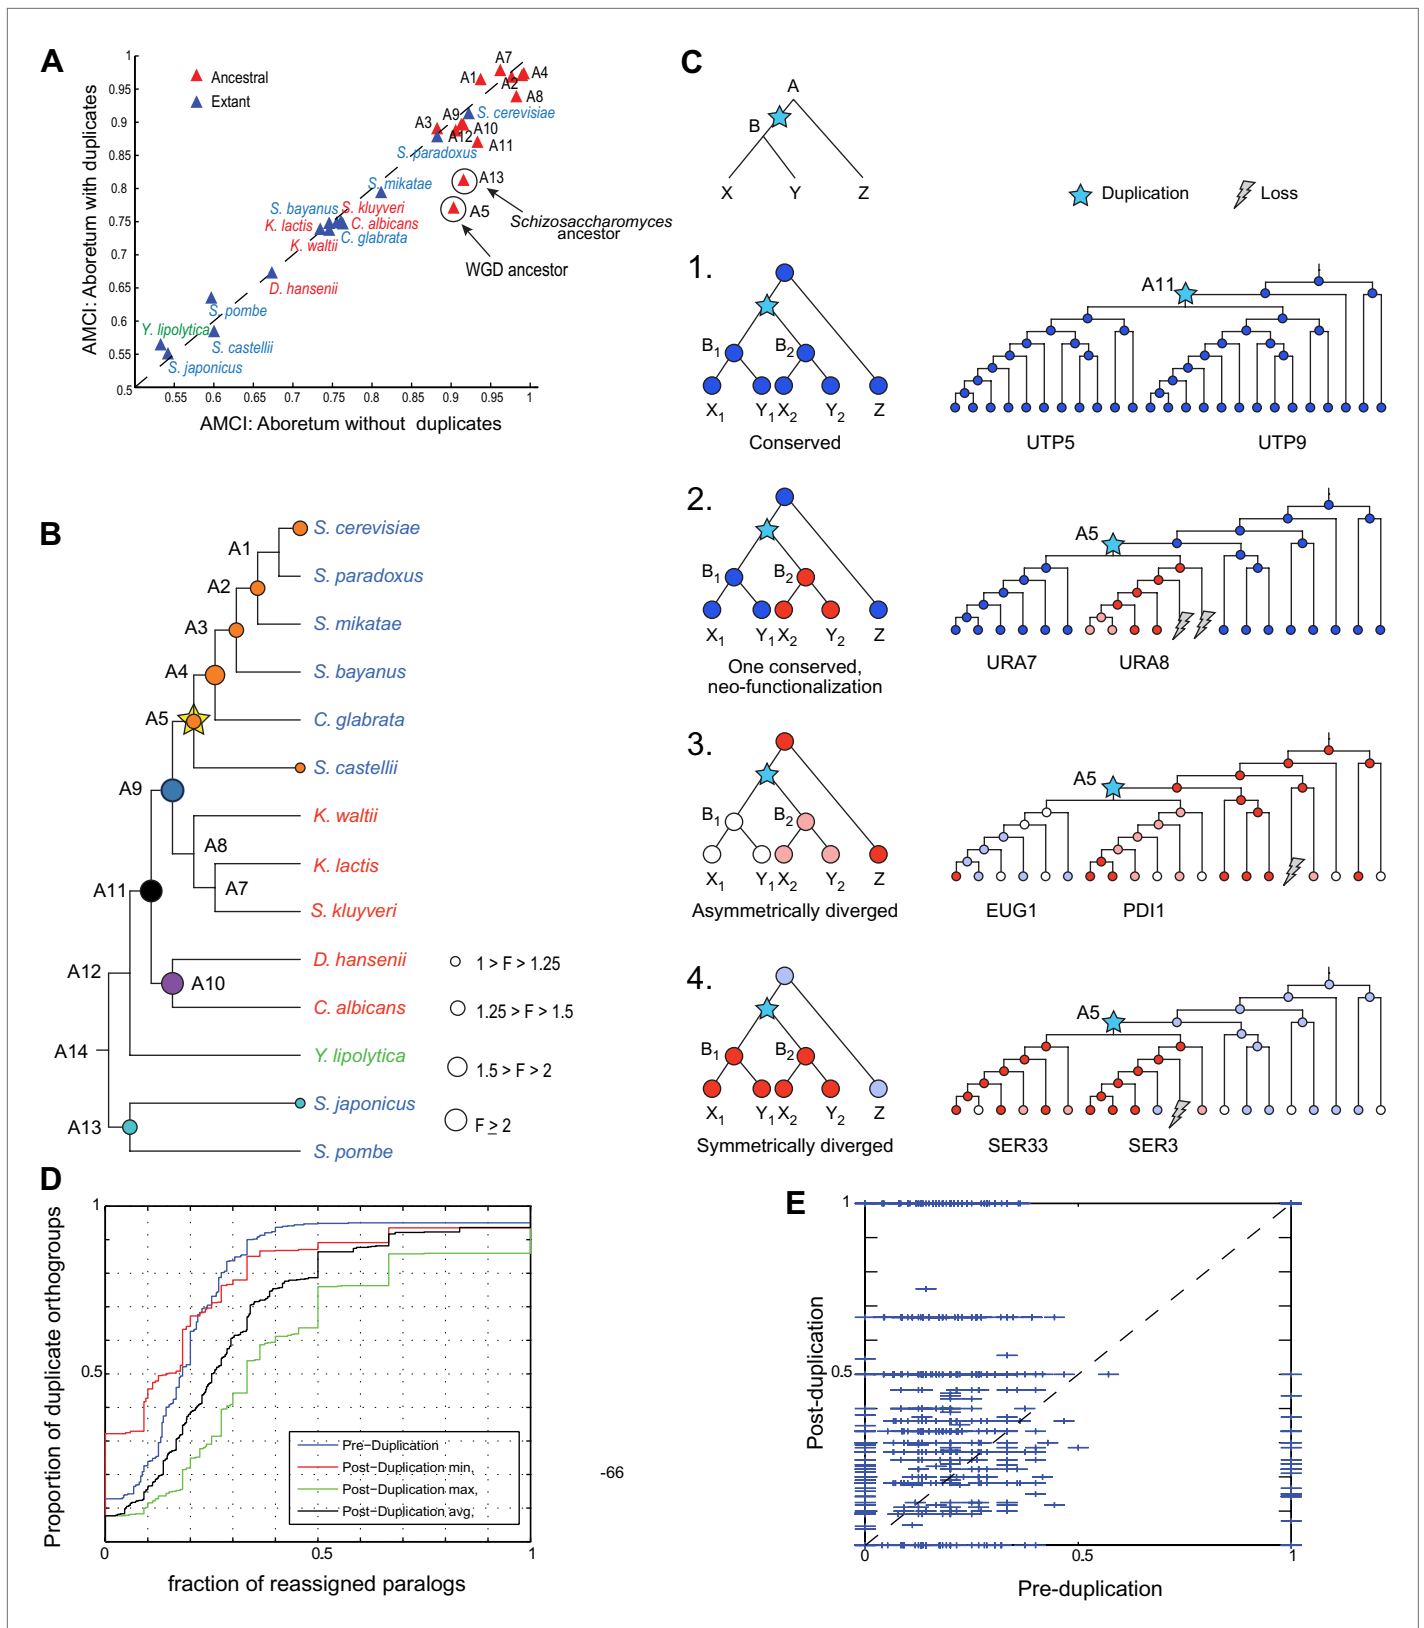 A
1
0.95
0.9
0.85
0.8
0.75
0.7
0.65
0.6
0.55
0.5
AMCI: Aboretum with duplicates
Ancestral
Extant
A7
A1
A2
A4
A8
S. cerevisiae
A9
A3
A10
A12
A11
S. paradoxus
A13
S. mikatae
A5
S. bayanus
S. kluyveri
K. lactis
C. albicans
C. glabrata
K. waltii
Schizosaccharomyces
ancestor
WGD ancestor
D. hansenii
S. pombe
Y. lipolytica
S. castellii
S. japonicus
0.55
0.6
0.65
0.7
0.75
0.8
0.85
0.9
0.95
1
AMCI: Aboretum without duplicates
B
S. cerevisiae
A1
S. paradoxus
A2
S. mikatae
A3
S. bayanus
A4
C. glabrata
A5
S. castellii
A9
K. waltii
A8
K. lactis
A7
S. kluyveri
A11
D. hansenii
A10
C. albicans
A12
Y. lipolytica
A14
S. japonicus
A13
S. pombe
1 > F > 1.25
1.25 > F > 1.5
1.5 > F > 2
F ≥ 2
C
A
B
X
Y
Z
Duplication
Loss
1.
B1
B2
X1
Y1
X2
Y2
Z
Conserved
A11
UTP5
UTP9
2.
B1
B2
X1
Y1
X2
Y2
Z
One conserved,
neo-functionalization
A5
URA7
URA8
3.
B1
B2
X1
Y1
X2
Y2
Z
Asymmetrically diverged
A5
EUG1
PDI1
4.
B1
B2
X1
Y1
X2
Y2
Z
Symmetrically diverged
A5
SER33
SER3
D
1
0.5
Proportion of duplicate orthogroups
Pre-Duplication
Post-Duplication min,
Post-Duplication max,
Post-Duplication avg,
0
0.5
1
fraction of reassigned paralogs
-66
E
1
0.5
Post-duplication
0
0.5
1
Pre-duplication